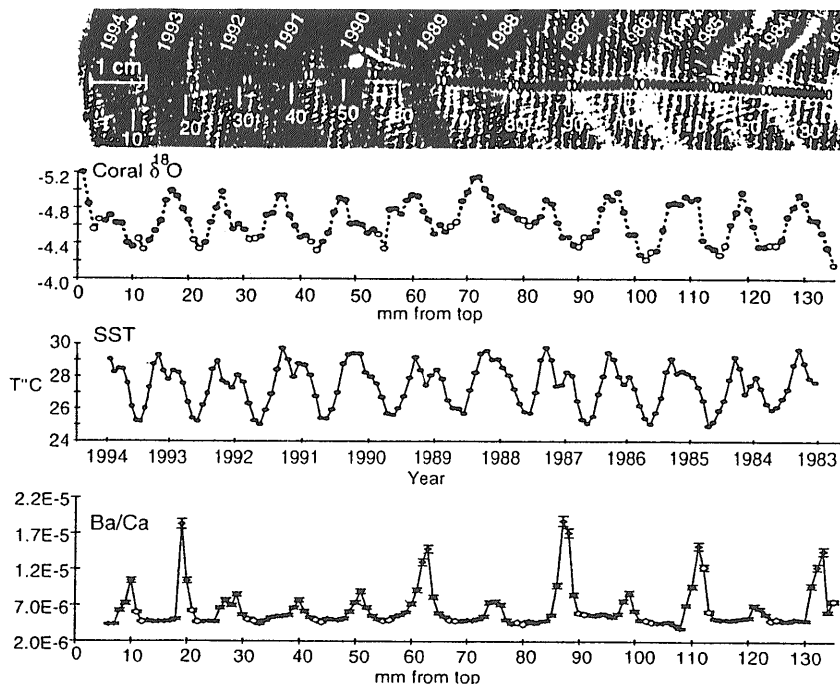 1994 1993 1992 1991 1990 1989 1988 1987 1986 1985 1984
1 cm
10 20 30 40 50
80 80
Coral δ18O
-5.2
-4.8
-4.4
-4.0
0 10 20 30 40 50 60 70 80 90 100 110 120 130
mm from top
SST
30
28
T°C
26
24
1994 1993 1992 1991 1990 1989 1988 1987 1986 1985 1984 1983
Year
2.2E-5
Ba/Ca
1.7E-5
1.2E-5
7.0E-6
2.0E-6
0 10 20 30 40 50 60 70 80 90 100 110 120 130
mm from top